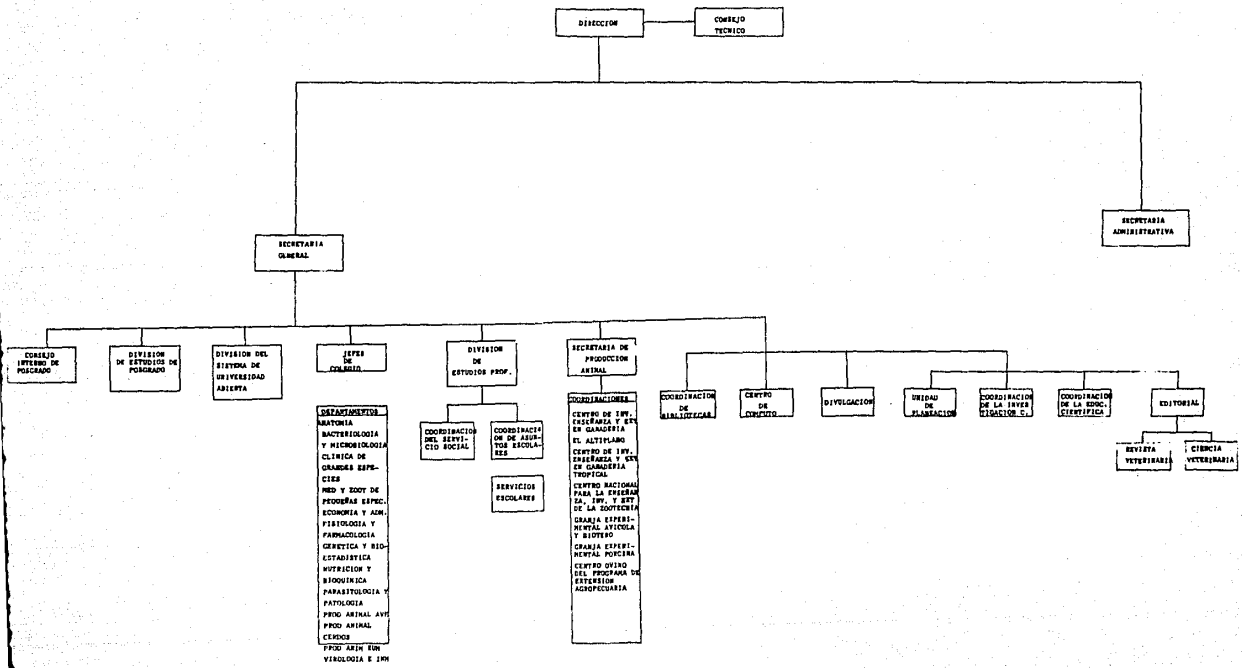 DIRECCION
CONSEJO
TECNICO
SECRETARIA
GENERAL
SECRETARIA
ADMINISTRATIVA
CONSEJO
INTERNO DE
POSGRADO
DIVISION
DE ESTUDIOS DE
POSGRADO
DIVISION DEL
SISTEMA DE
UNIVERSIDAD
ABIERTA
JEFES
DE
COLEGIO
DIVISION
DE
ESTUDIOS PROF.
SECRETARIA DE
PRODUCCION
ANIMAL
DEPARTAMENTOS
ANATOMIA
BACTERIOLOGIA
Y MICROBIOLOGIA
CLINICA DE
GRANDES ESPE-
CIES
MED Y ZOOT DE
PEQUEÑAS ESPEC.
ECONOMIA Y ADM.
FISIOLOGIA Y
FARMACOLOGIA
GENETICA Y BIO-
ESTADISTICA
NUTRICION Y
BIOQUINICA
PARASITOLOGIA Y
PATOLOGIA
PROD ANIMAL AVE
PROD ANIMAL
CERDOS
PROD ANIM RUM
VIROLOGIA E INM
COORDINACION
DEL SERVI-
CIO SOCIAL
COORDINACI
ON DE ASUN
TOS ESCOLA-
RES
SERVICIOS
ESCOLARES
COORDINACIONES
CENTRO DE INV.
ENSEÑANZA Y EXT
EN GANADERIA
EL ALTIPLANO
CENTRO DE INV.
ENSEÑANZA Y EXT
EN GANADERIA
TROPICAL
CENTRO NACIONAL
PARA LA ENSEÑAN
ZA, INV. Y EXT
DE LA ZOOTECNIA
GRANJA EXPERI-
MENTAL AVICOLA
Y BIOTERO
GRANJA EXPERI-
MENTAL PORCINA
CENTRO OVINO
DEL PROGRAMA DE
EXTENSION
AGROPECUARIA
COORDINACION
DE
BIBLIOTECAS
CENTRO
DE
COMPUTO
DIVULGACION
UNIDAD
DE
PLANEACION
COORDINACION
DE LA INVES
TIGACION C.
COORDINACION
DE LA EDUC.
CIENTIFICA
EDITORIAL
REVISTA
VETERINARIA
CIENCIA
VETERINARIA